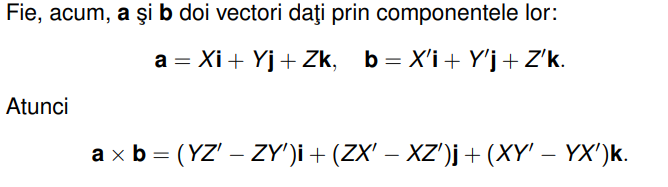 Fie, acum, a şi b doi vectori daţi prin componentele lor:
a = Xi + Yj + Zk, b = X′i + Y′j + Z′k.
Atunci
a × b = (YZ′ − ZY′)i + (ZX′ − XZ′)j + (XY′ − YX′)k.